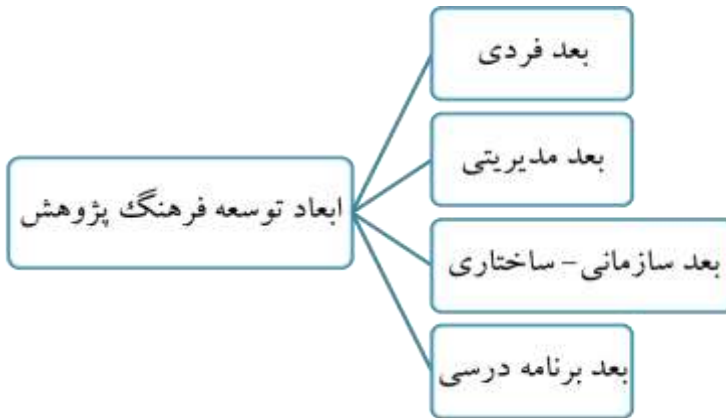 ابعاد توسعه فرهنگ پژوهش
بعد فردی
بعد مدیریتی
بعد سازمانی- ساختاری
بعد برنامه درسی